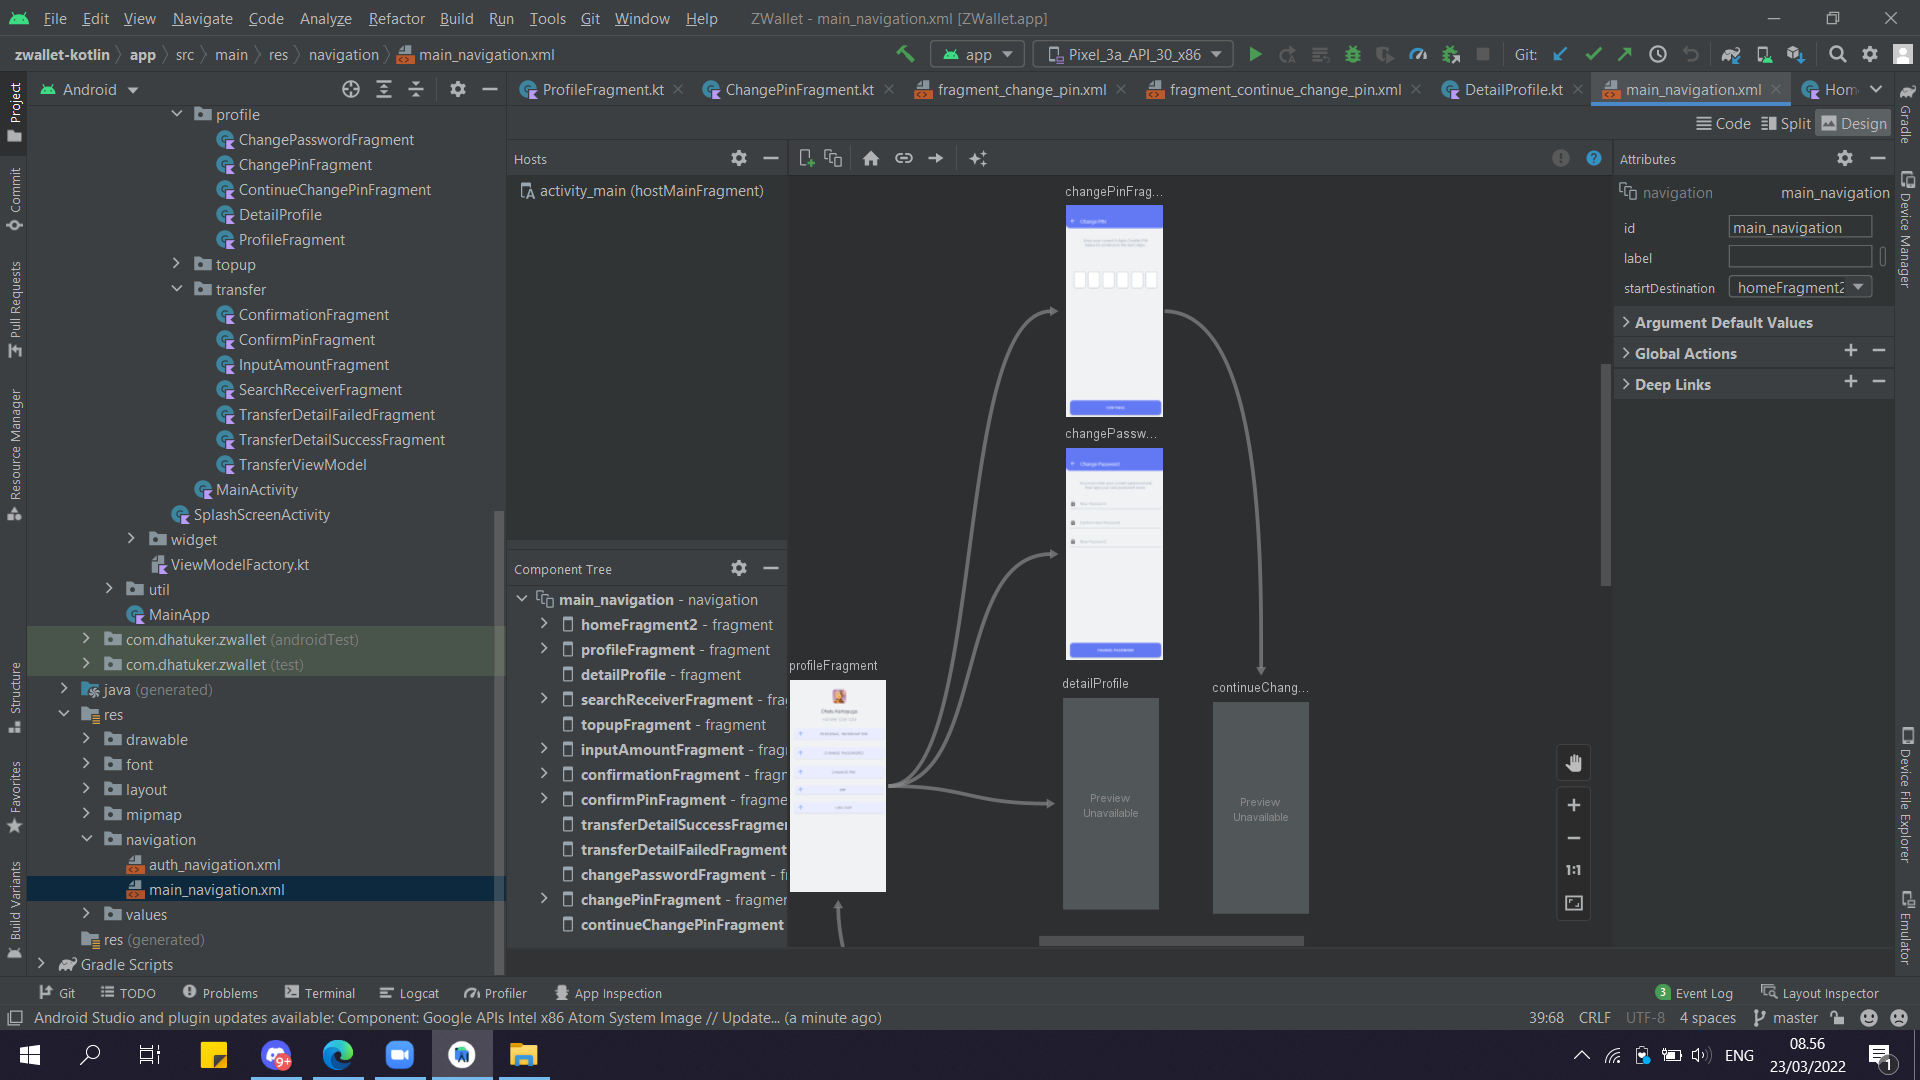 File Edit View Navigate Code Analyze Refactor Build Run Tools Git Window Help ZWallet - main_navigation.xml [ZWallet.app]
zwallet-kotlin app src main res navigation main_navigation.xml app Pixel_3a_API_30_x86 Git:
Project Android ProfileFragment.kt ChangePinFragment.kt fragment_change_pin.xml fragment_continue_change_pin.xml DetailProfile.kt main_navigation.xml Hom
Code Split Design
Hosts
activity_main (hostMainFragment)
profile
ChangePasswordFragment
ChangePinFragment
ContinueChangePinFragment
DetailProfile
ProfileFragment
topup
transfer
ConfirmationFragment
ConfirmPinFragment
InputAmountFragment
SearchReceiverFragment
TransferDetailFailedFragment
TransferDetailSuccessFragment
TransferViewModel
MainActivity
SplashScreenActivity
widget
ViewModelFactory.kt
util
MainApp
com.dhatuker.zwallet (androidTest)
com.dhatuker.zwallet (test)
java (generated)
res
drawable
font
layout
mipmap
navigation
auth_navigation.xml
main_navigation.xml
values
res (generated)
Gradle Scripts
Commit
Pull Requests
Resource Manager
Structure
Favorites
Build Variants
Component Tree
main_navigation - navigation
homeFragment2 - fragment
profileFragment - fragment
detailProfile - fragment
searchReceiverFragment - fra
topupFragment - fragment
inputAmountFragment - frag
confirmationFragment - frag
confirmPinFragment - fragme
transferDetailSuccessFragme
transferDetailFailedFragment
changePasswordFragment - f
changePinFragment - fragme
continueChangePinFragment
changePinFrag...
Change PIN
changePassw...
Change Password
profileFragment
detailProfile
Preview
Unavailable
continueChang...
Preview
Unavailable
1:1
Attributes
navigation main_navigation
id main_navigation
label
startDestination homeFragment2
Argument Default Values
Global Actions
Deep Links
Gradle
Device Manager
Device File Explorer
Emulator
Git TODO Problems Terminal Logcat Profiler App Inspection 3 Event Log Layout Inspector
Android Studio and plugin updates available: Component: Google APIs Intel x86 Atom System Image // Update... (a minute ago) 39:68 CRLF UTF-8 4 spaces master
9+ ENG 08.56
23/03/2022 1